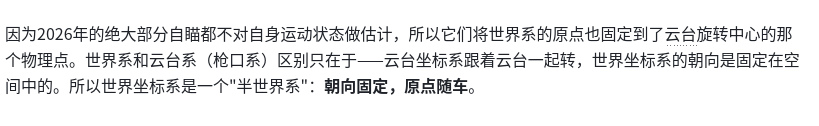 因为2026年的绝大部分自瞄都不对自身运动状态做估计，所以它们将世界系的原点也固定到了云台旋转中心的那
个物理点。世界系和云台系（枪口系）区别只在于——云台坐标系跟着云台一起转，世界坐标系的朝向是固定在空
间中的。所以世界坐标系是一个"半世界系"：朝向固定，原点随车。